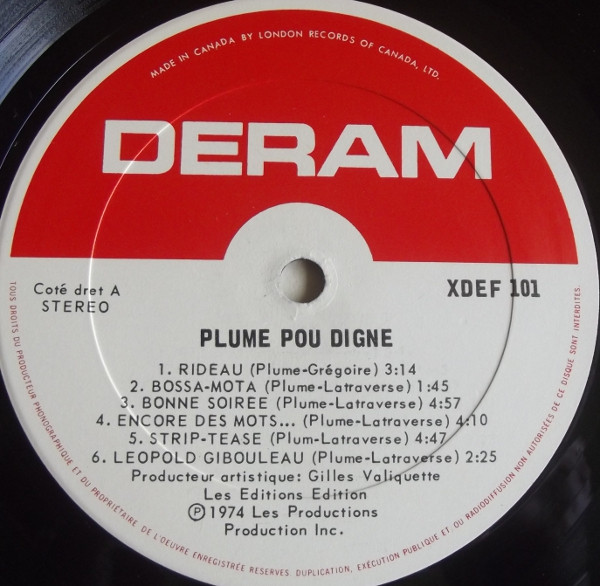 MADE IN CANADA BY LONDON RECORDS OF CANADA, LTD.
DERAM
Coté dret A
STEREO
XDEF 101
PLUME POU DIGNE
1. RIDEAU (Plume-Grégoire) 3:14
2. BOSSA-MOTA (Plume-Latraverse) 1:45
3. BONNE SOIREE (Plume-Latraverse) 4:57
4. ENCORE DES MOTS... (Plume-Latraverse) 4:10
5. STRIP-TEASE (Plum-Latraverse) 4:47
6. LEOPOLD GIBOULEAU (Plume-Latraverse) 2:25
Producteur artistique: Gilles Valiquette
Les Editions Edition
℗1974 Les Productions
Production Inc.
TOUS DROITS DU PRODUCTEUR PHONOGRAPHIQUE ET DU PROPRIETAIRE DE L'OEUVRE ENREGISTRÉE RESERVES. DUPLICATION, EXÉCUTION PUBLIQUE ET, OU RADIODIFFUSION NON AUTORISÉES DE CE DISQUE SONT INTERDITES.